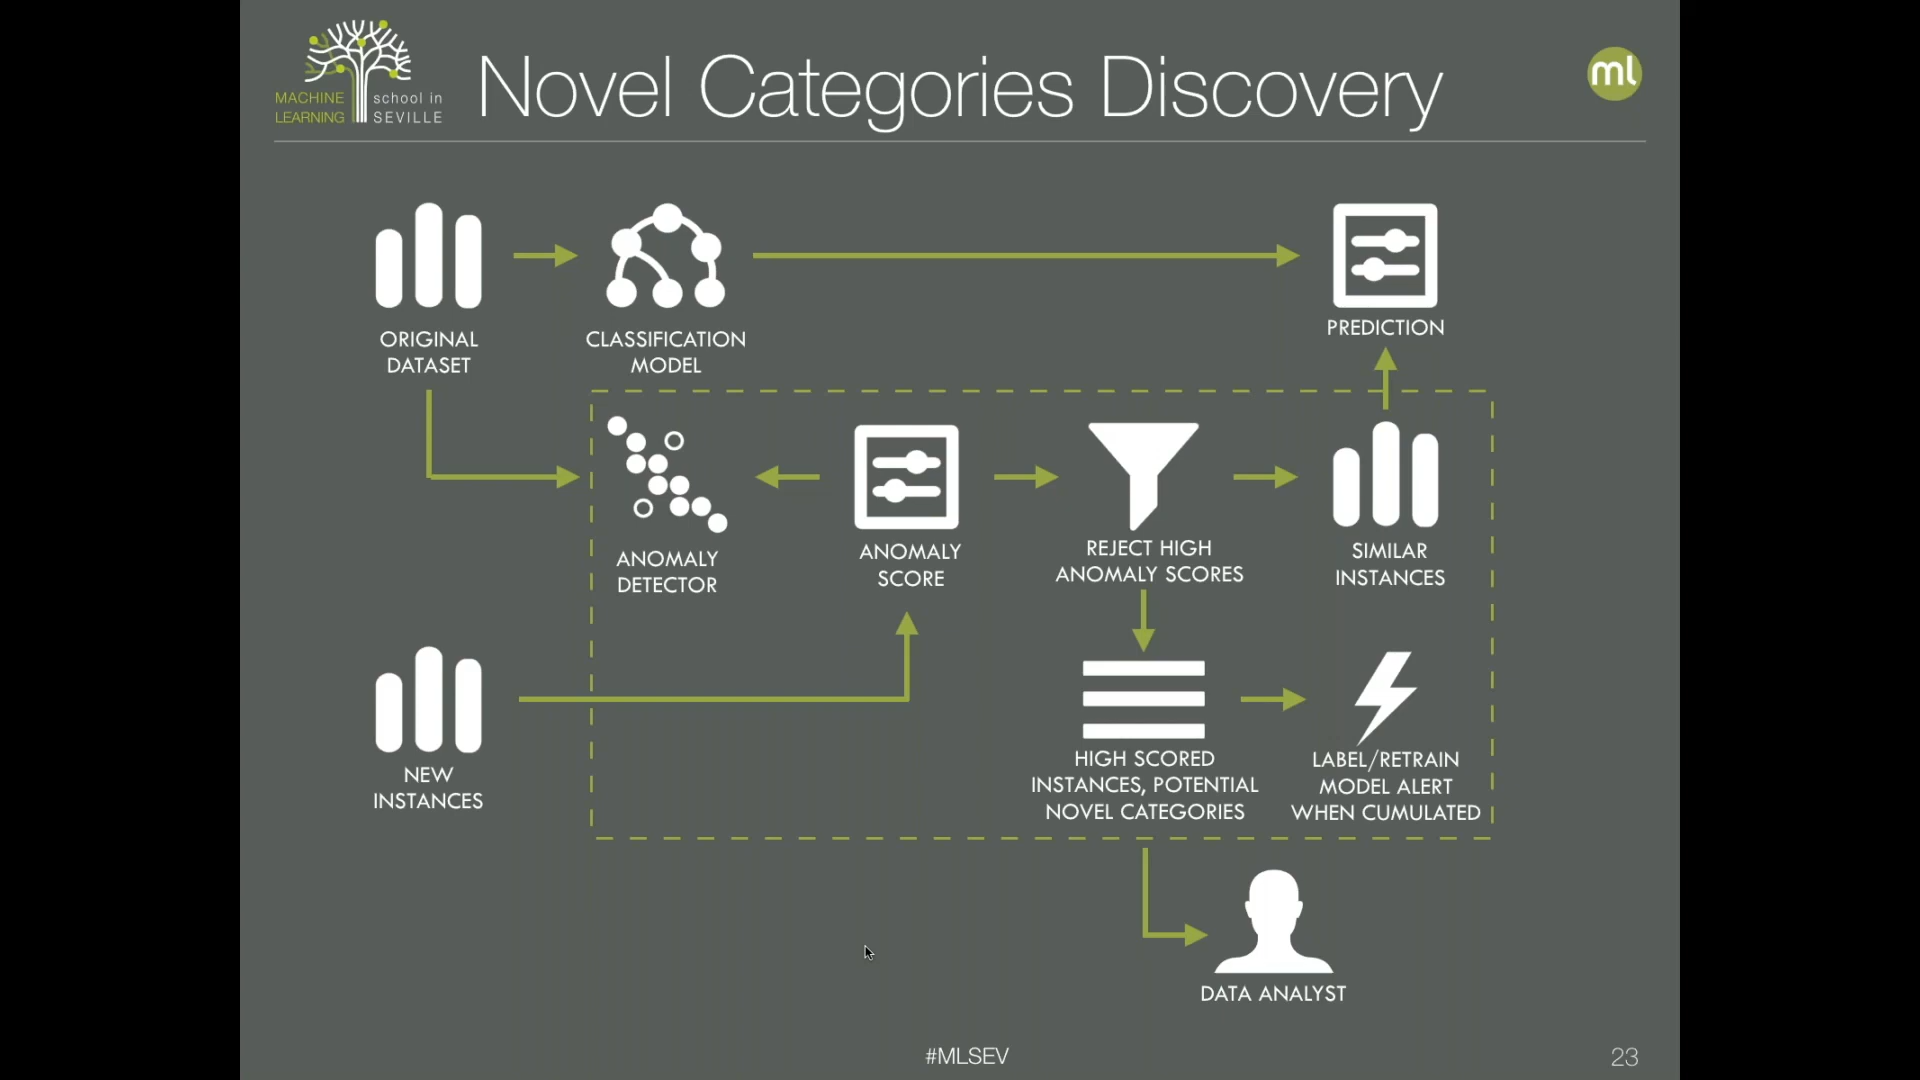 MACHINE
LEARNING
school in
SEVILLE
Novel Categories Discovery
ml
ORIGINAL
DATASET
CLASSIFICATION
MODEL
PREDICTION
ANOMALY
DETECTOR
ANOMALY
SCORE
REJECT HIGH
ANOMALY SCORES
SIMILAR
INSTANCES
NEW
INSTANCES
HIGH SCORED
INSTANCES, POTENTIAL
NOVEL CATEGORIES
LABEL/RETRAIN
MODEL ALERT
WHEN CUMULATED
DATA ANALYST
#MLSEV
23